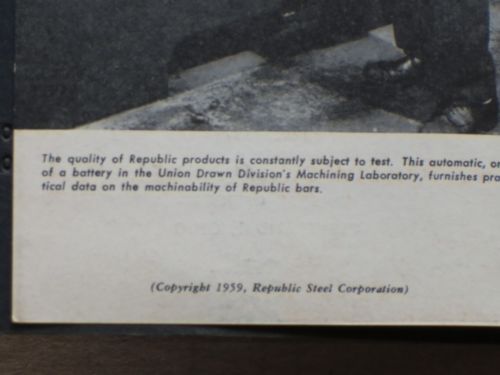 The quality of Republic products is constantly subject to test. This automatic, on
of a battery in the Union Drawn Division's Machining Laboratory, furnishes pra
tical data on the machinability of Republic bars.
(Copyright 1959, Republic Steel Corporation)